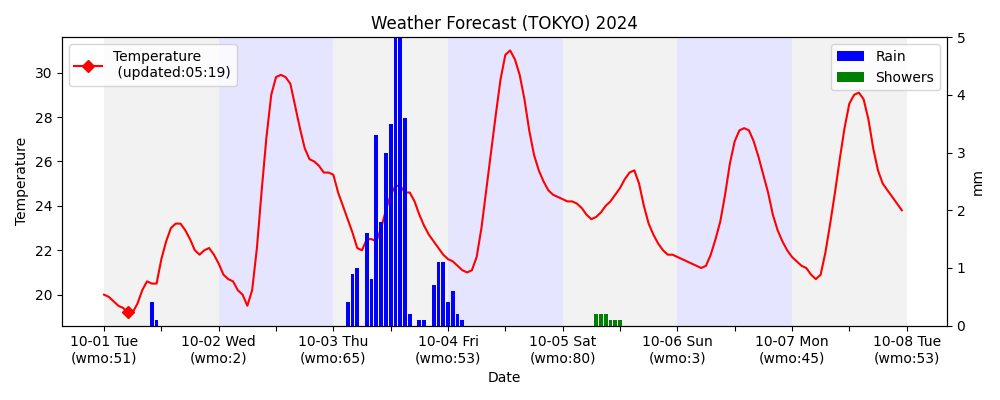 Weather Forecast (TOKYO) 2024
Temperature
(updated:05:19)
Rain
Showers
Temperature
30
28
26
24
22
20
5
4
3
2
1
0
mm
10-01 Tue
(wmo:51)
10-02 Wed
(wmo:2)
10-03 Thu
(wmo:65)
10-04 Fri
(wmo:53)
10-05 Sat
(wmo:80)
10-06 Sun
(wmo:3)
10-07 Mon
(wmo:45)
10-08 Tue
(wmo:53)
Date